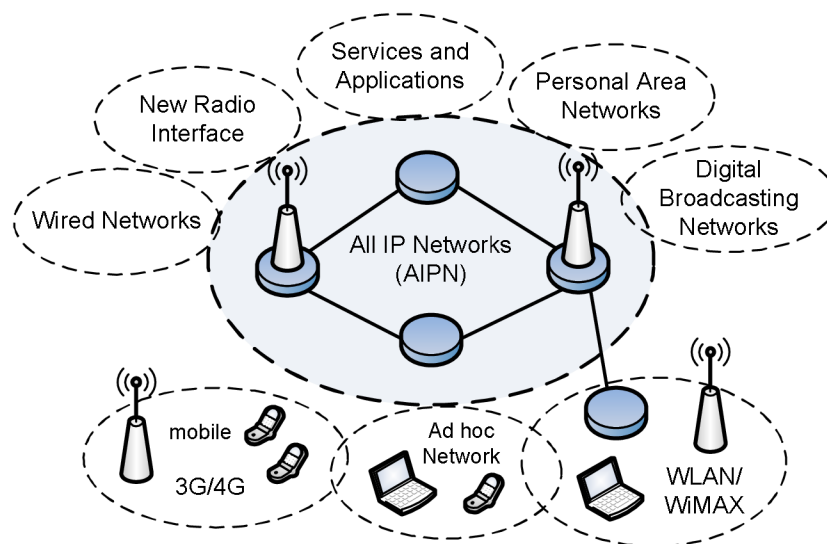 Services and
Applications
Personal Area
Networks
New Radio
Interface
Digital
Broadcasting
Networks
Wired Networks
All IP Networks
(AIPN)
mobile
3G/4G
Ad hoc
Network
WLAN/
WiMAX